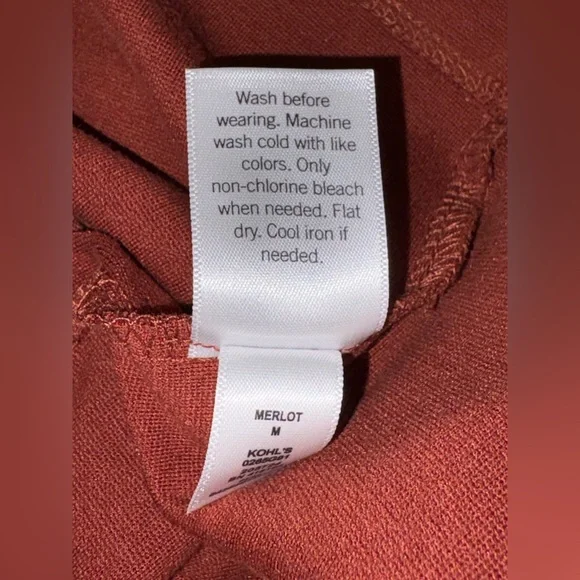 Wash before
wearing. Machine
wash cold with like
colors. Only
non-chlorine bleach
when needed. Flat
dry. Cool iron if
needed.
MERLOT
M
KOHL'S